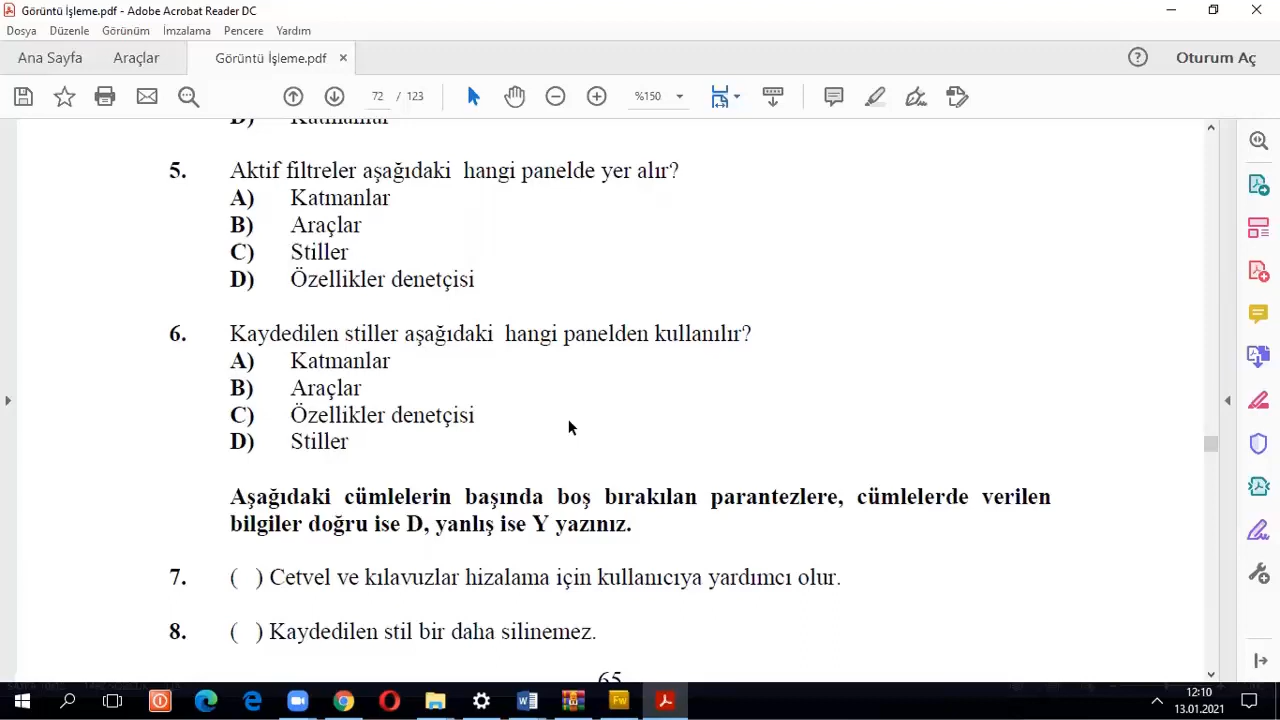 Görüntü İşleme.pdf - Adobe Acrobat Reader DC
Dosya Düzenle Görünüm İmzalama Pencere Yardım
Ana Sayfa Araçlar Görüntü İşleme.pdf × ? Oturum Aç
72 / 123 %150
D) Katmanlar
5. Aktif filtreler aşağıdaki hangi panelde yer alır?
A) Katmanlar
B) Araçlar
C) Stiller
D) Özellikler denetçisi
6. Kaydedilen stiller aşağıdaki hangi panelden kullanılır?
A) Katmanlar
B) Araçlar
C) Özellikler denetçisi
D) Stiller
Aşağıdaki cümlelerin başında boş bırakılan parantezlere, cümlelerde verilen
bilgiler doğru ise D, yanlış ise Y yazınız.
7. ( ) Cetvel ve kılavuzlar hizalama için kullanıcıya yardımcı olur.
8. ( ) Kaydedilen stil bir daha silinemez.
65
Fw
12:10
13.01.2021